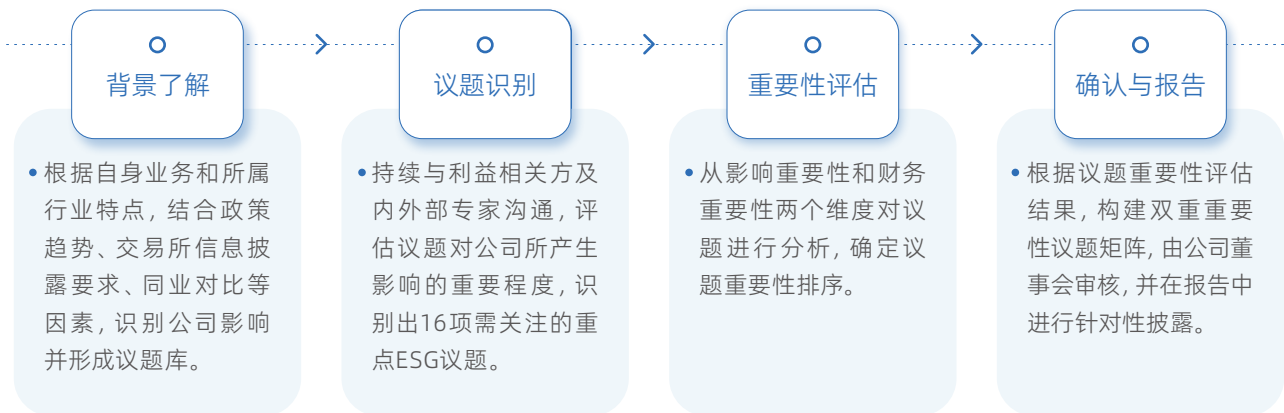 背景了解
• 根据自身业务和所属
行业特点, 结合政策
趋势、交易所信息披
露要求、同业对比等
因素, 识别公司影响
并形成议题库。
议题识别
• 持续与利益相关方及
内外部专家沟通, 评
估议题对公司所产生
影响的重要程度, 识
别出16项需关注的重
点ESG议题。
重要性评估
• 从影响重要性和财务
重要性两个维度对议
题进行分析, 确定议
题重要性排序。
确认与报告
• 根据议题重要性评估
结果, 构建双重重要
性议题矩阵, 由公司董
事会审核, 并在报告中
进行针对性披露。